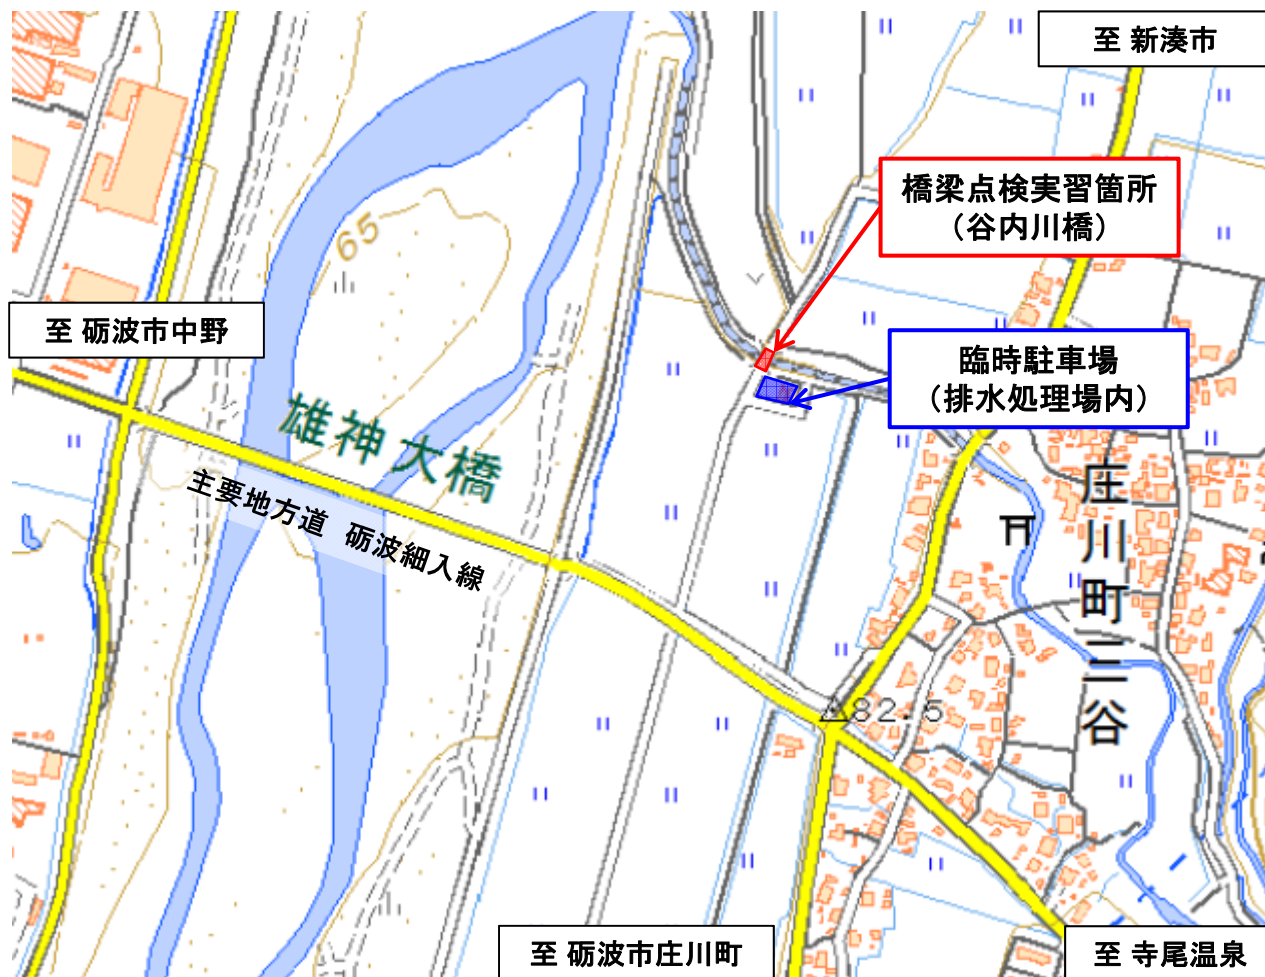 至 新湊市
橋梁点検実習箇所
（谷内川橋）
65
至 砺波市中野
臨時駐車場
（排水処理場内）
雄神大橋
主要地方道 砺波細入線
庄川町三谷
82.5
至 砺波市庄川町
至 寺尾温泉